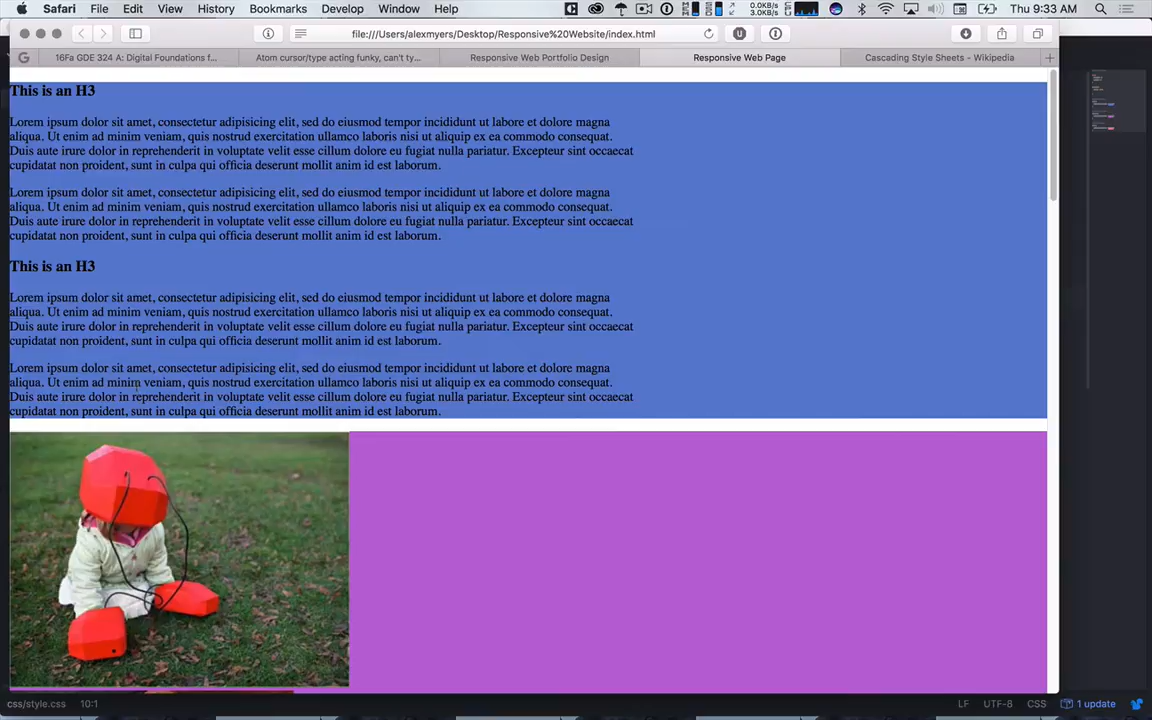 Safari File Edit View History Bookmarks Develop Window Help 0.0KB/s 3.0KB/s Thu 9:33 AM
file:///Users/alexmyers/Desktop/Responsive%20Website/index.html
16Fa GDE 324 A: Digital Foundations f... Atom cursor/type acting funky, can't ty... Responsive Web Portfolio Design Responsive Web Page Cascading Style Sheets - Wikipedia
This is an H3
Lorem ipsum dolor sit amet, consectetur adipisicing elit, sed do eiusmod tempor incididunt ut labore et dolore magna
aliqua. Ut enim ad minim veniam, quis nostrud exercitation ullamco laboris nisi ut aliquip ex ea commodo consequat.
Duis aute irure dolor in reprehenderit in voluptate velit esse cillum dolore eu fugiat nulla pariatur. Excepteur sint occaecat
cupidatat non proident, sunt in culpa qui officia deserunt mollit anim id est laborum.
Lorem ipsum dolor sit amet, consectetur adipisicing elit, sed do eiusmod tempor incididunt ut labore et dolore magna
aliqua. Ut enim ad minim veniam, quis nostrud exercitation ullamco laboris nisi ut aliquip ex ea commodo consequat.
Duis aute irure dolor in reprehenderit in voluptate velit esse cillum dolore eu fugiat nulla pariatur. Excepteur sint occaecat
cupidatat non proident, sunt in culpa qui officia deserunt mollit anim id est laborum.
This is an H3
Lorem ipsum dolor sit amet, consectetur adipisicing elit, sed do eiusmod tempor incididunt ut labore et dolore magna
aliqua. Ut enim ad minim veniam, quis nostrud exercitation ullamco laboris nisi ut aliquip ex ea commodo consequat.
Duis aute irure dolor in reprehenderit in voluptate velit esse cillum dolore eu fugiat nulla pariatur. Excepteur sint occaecat
cupidatat non proident, sunt in culpa qui officia deserunt mollit anim id est laborum.
Lorem ipsum dolor sit amet, consectetur adipisicing elit, sed do eiusmod tempor incididunt ut labore et dolore magna
aliqua. Ut enim ad minim veniam, quis nostrud exercitation ullamco laboris nisi ut aliquip ex ea commodo consequat.
Duis aute irure dolor in reprehenderit in voluptate velit esse cillum dolore eu fugiat nulla pariatur. Excepteur sint occaecat
cupidatat non proident, sunt in culpa qui officia deserunt mollit anim id est laborum.
css/style.css 10:1 LF UTF-8 CSS 1 update